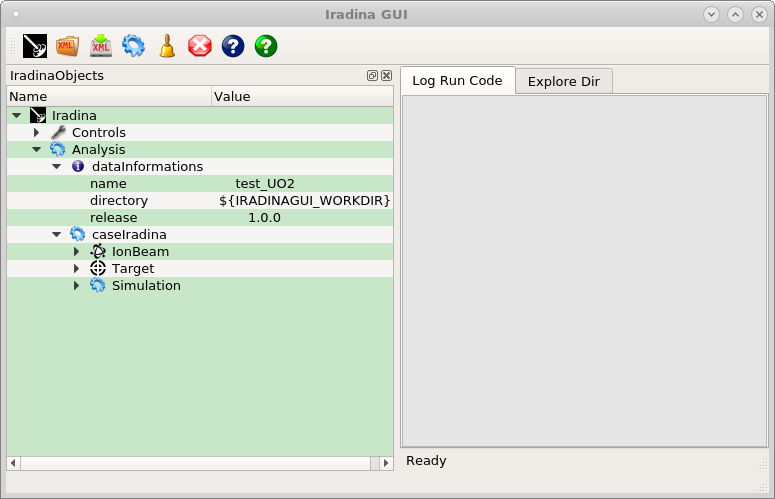 Iradina GUI
IradinaObjects
Name Value
Iradina
Controls
Analysis
dataInformations
name test_UO2
directory ${IRADINAGUI_WORKDIR}
release 1.0.0
caseIradina
IonBeam
Target
Simulation
Log Run Code Explore Dir
Ready
XML
XML